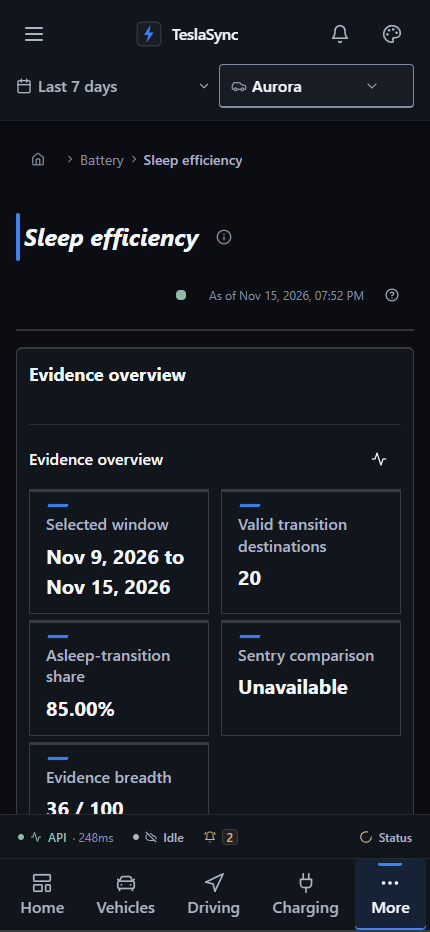 TeslaSync
Last 7 days
Aurora
Battery
Sleep efficiency
Sleep efficiency
As of Nov 15, 2026, 07:52 PM
Evidence overview
Evidence overview
Selected window
Nov 9, 2026 to
Nov 15, 2026
Valid transition
destinations
20
Asleep-transition
share
85.00%
Sentry comparison
Unavailable
Evidence breadth
36 / 100
API · 248ms
Idle
2
Status
Home
Vehicles
Driving
Charging
More